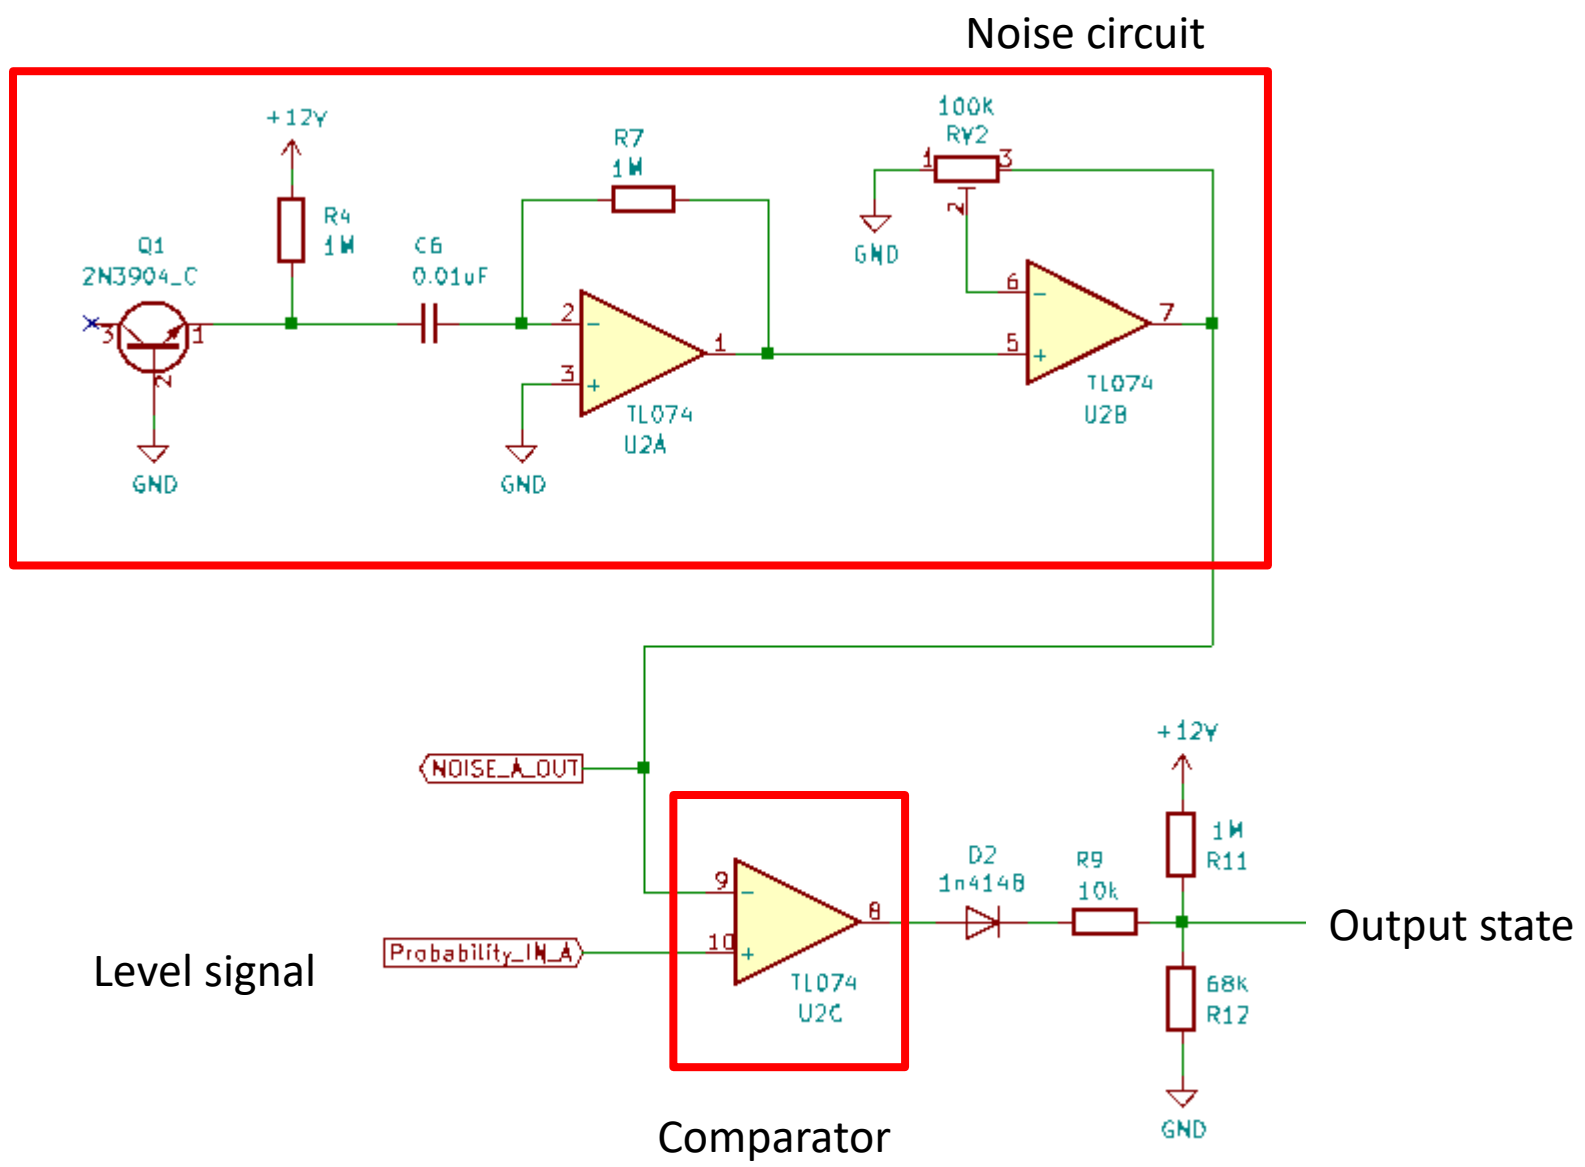 Noise circuit
+12V
R4
1M
Q1
2N3904_C
3
1
2
GND
C6
0.01uF
R7
1M
2
3
1
TL074
U2A
GND
100K
RV2
1
3
2
GND
6
5
7
TL074
U2B
NOISE_A_OUT
Probability_IN_A
Level signal
9
10
8
TL074
U2C
Comparator
D2
1n4148
R9
10k
+12V
1M
R11
68k
R12
GND
Output state